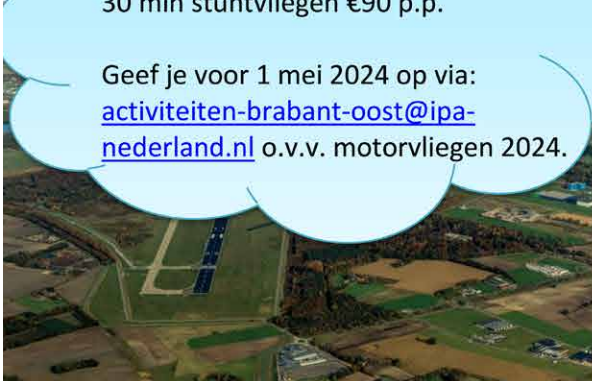 30 min stuntvliegen €90 p.p.
Geef je voor 1 mei 2024 op via:
activiteiten-brabant-oost@ipa-
nederland.nl o.v.v. motorvliegen 2024.